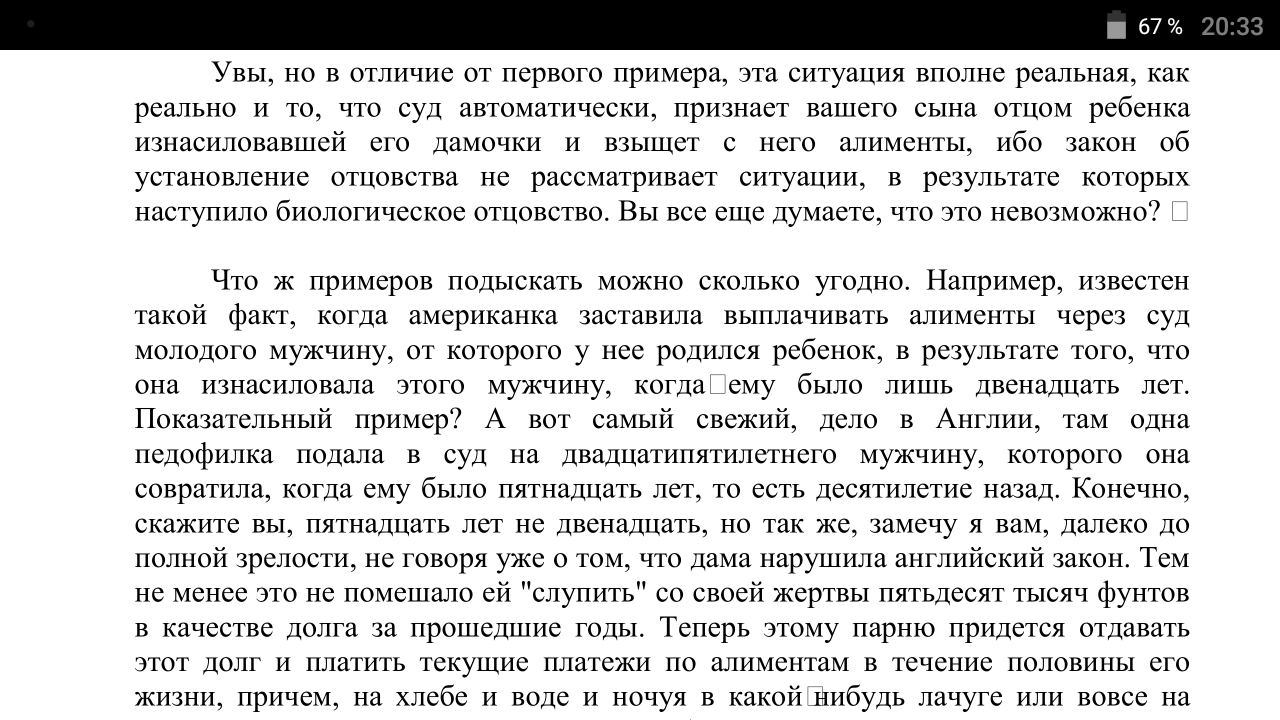 67 % 20:33
Увы, но в отличие от первого примера, эта ситуация вполне реальная, как
реально и то, что суд автоматически, признает вашего сына отцом ребенка
изнасиловавшей его дамочки и взыщет с него алименты, ибо закон об
установление отцовства не рассматривает ситуации, в результате которых
наступило биологическое отцовство. Вы все еще думаете, что это невозможно? □
Что ж примеров подыскать можно сколько угодно. Например, известен
такой факт, когда американка заставила выплачивать алименты через суд
молодого мужчину, от которого у нее родился ребенок, в результате того, что
она изнасиловала этого мужчину, когда□ему было лишь двенадцать лет.
Показательный пример? А вот самый свежий, дело в Англии, там одна
педофилка подала в суд на двадцатипятилетнего мужчину, которого она
совратила, когда ему было пятнадцать лет, то есть десятилетие назад. Конечно,
скажите вы, пятнадцать лет не двенадцать, но так же, замечу я вам, далеко до
полной зрелости, не говоря уже о том, что дама нарушила английский закон. Тем
не менее это не помешало ей "слупить" со своей жертвы пятьдесят тысяч фунтов
в качестве долга за прошедшие годы. Теперь этому парню придется отдавать
этот долг и платить текущие платежи по алиментам в течение половины его
жизни, причем, на хлебе и воде и ночуя в какой□нибудь лачуге или вовсе на